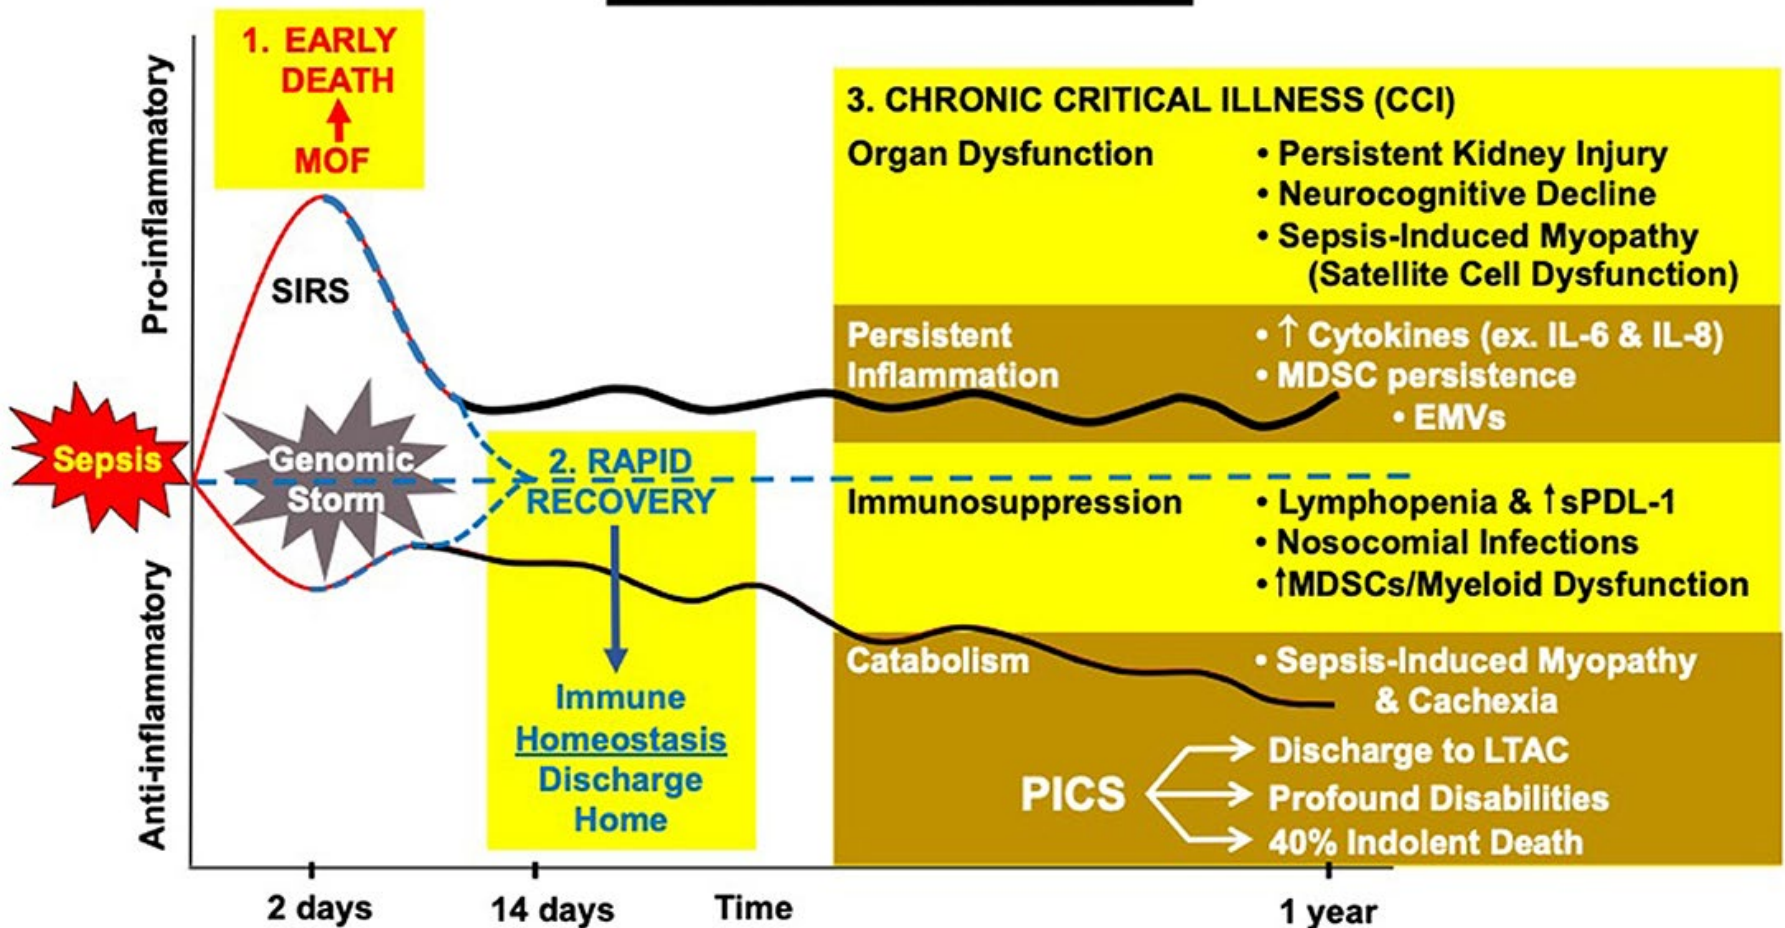 1. EARLY
DEATH
MOF
Pro-inflammatory
SIRS
Sepsis
Genomic
Storm
Anti-inflammatory
2. RAPID
RECOVERY
Immune
Homeostasis
Discharge
Home
3. CHRONIC CRITICAL ILLNESS (CCI)
Organ Dysfunction
• Persistent Kidney Injury
• Neurocognitive Decline
• Sepsis-Induced Myopathy
(Satellite Cell Dysfunction)
Persistent
Inflammation
• ↑ Cytokines (ex. IL-6 & IL-8)
• MDSC persistence
• EMVs
Immunosuppression
• Lymphopenia & ↑sPDL-1
• Nosocomial Infections
• ↑MDSCs/Myeloid Dysfunction
Catabolism
• Sepsis-Induced Myopathy
& Cachexia
PICS
Discharge to LTAC
Profound Disabilities
40% Indolent Death
2 days
14 days
Time
1 year